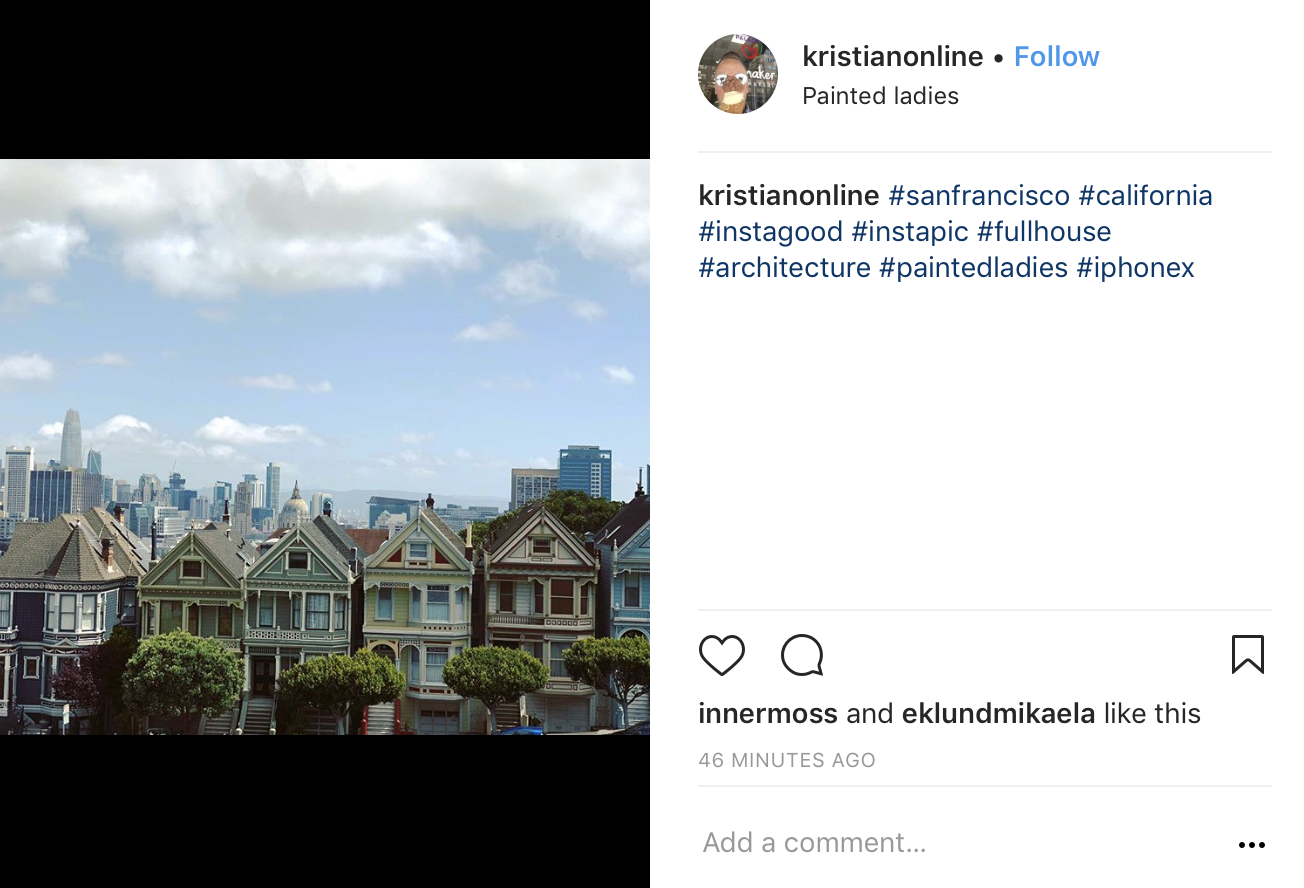 kristianonline • Follow
Painted ladies
kristianonline #sanfrancisco #california
#instagood #instapic #fullhouse
#architecture #paintedladies #iphonex
innermoss and eklundmikaela like this
46 MINUTES AGO
Add a comment...